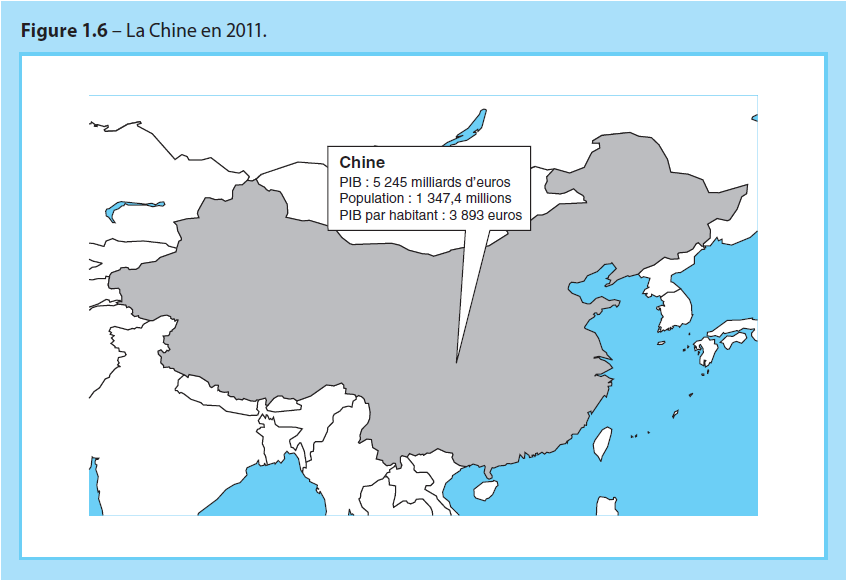 Figure 1.6 – La Chine en 2011.
Chine
PIB : 5 245 milliards d'euros
Population : 1 347,4 millions
PIB par habitant : 3 893 euros